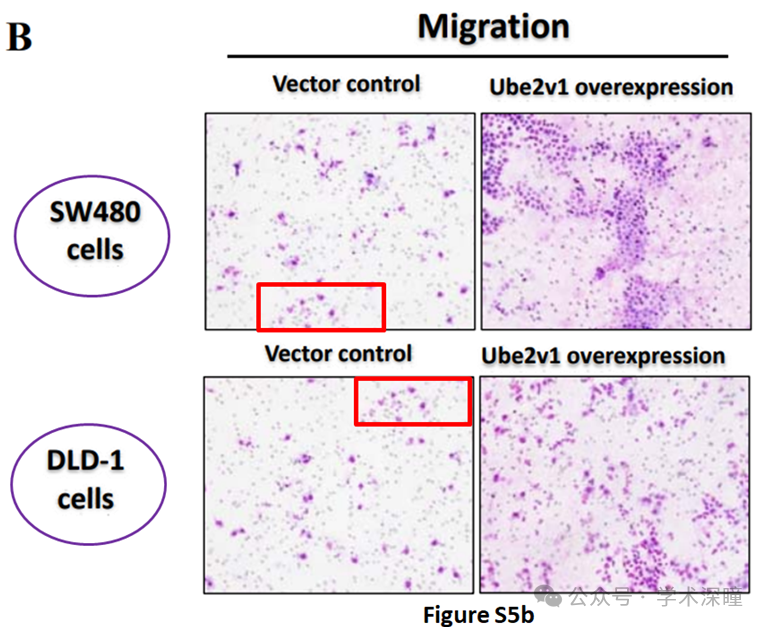 B
Migration
Vector control
Ube2v1 overexpression
SW480
cells
Vector control
Ube2v1 overexpression
DLD-1
cells
公众号 · 学术深瞳
Figure S5b